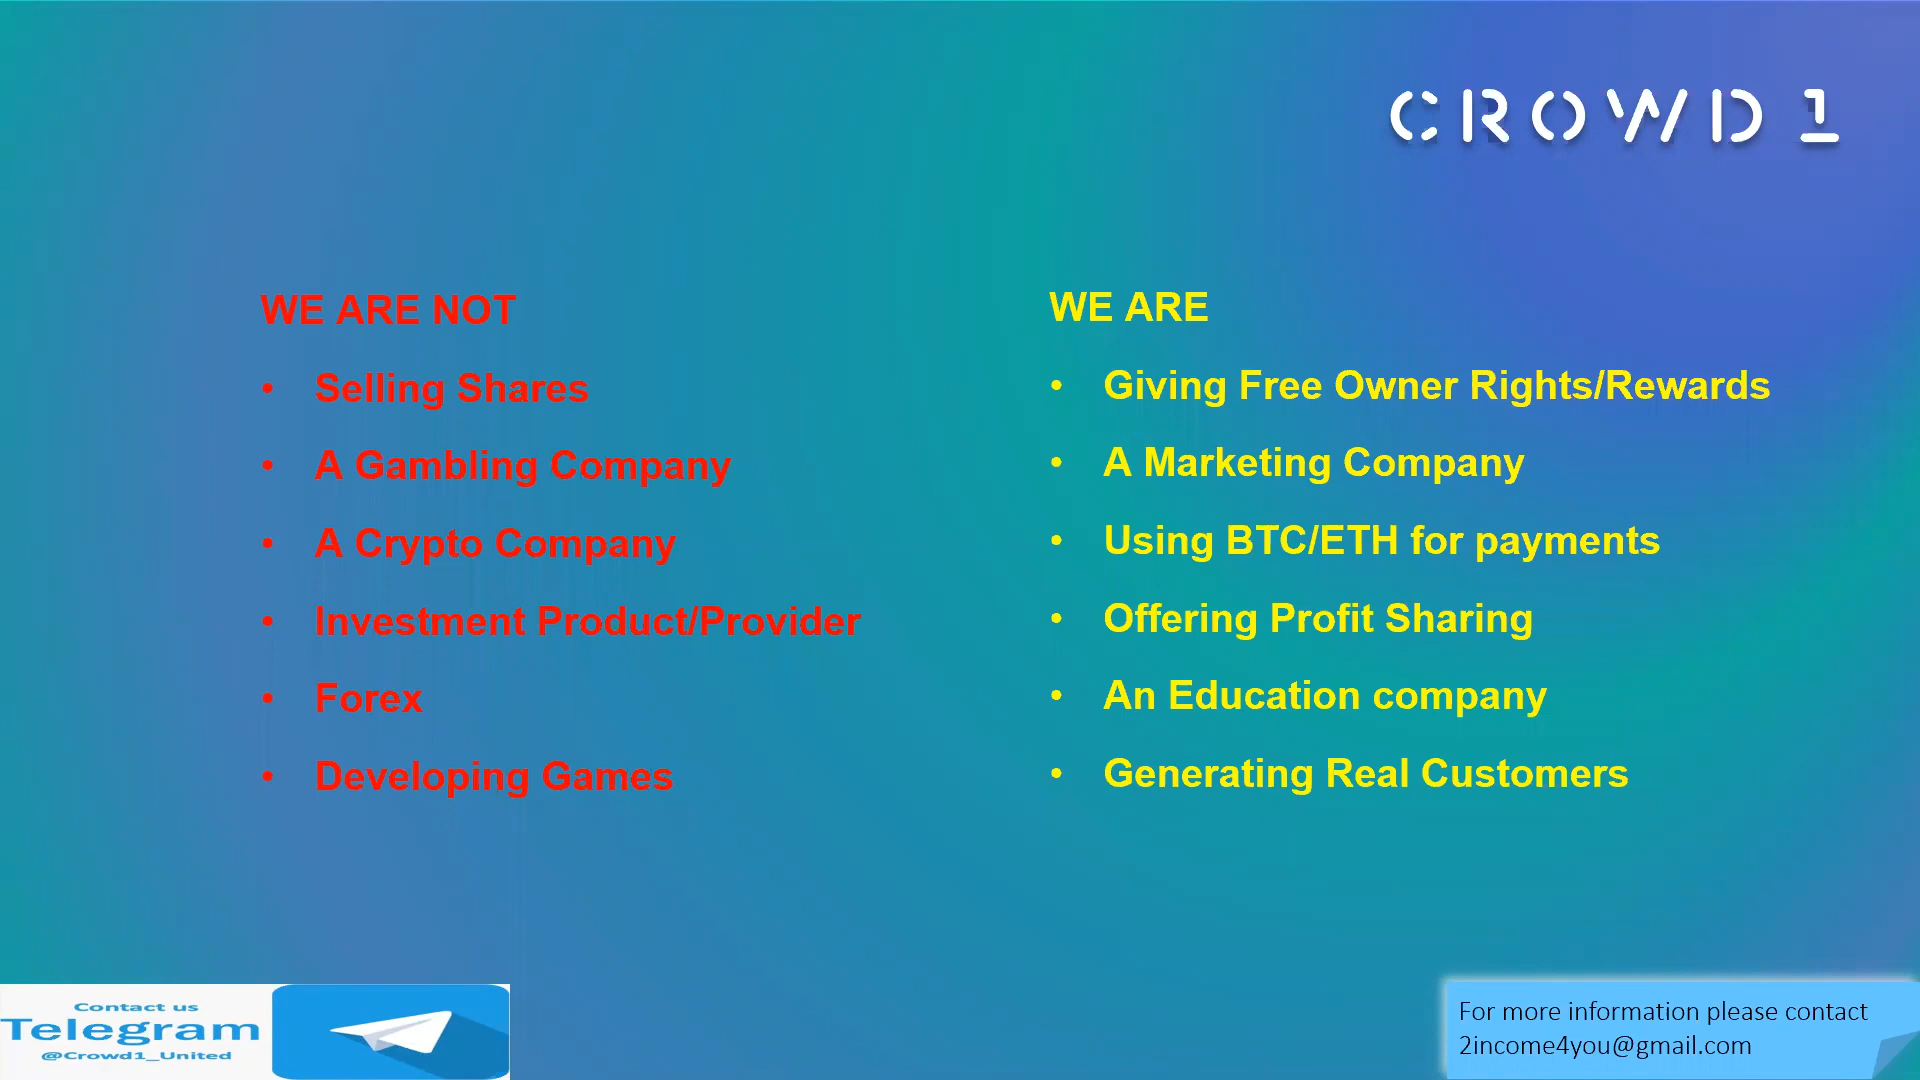 CROWD1
WE ARE NOT
• Selling Shares
• A Gambling Company
• A Crypto Company
• Investment Product/Provider
• Forex
• Developing Games
WE ARE
• Giving Free Owner Rights/Rewards
• A Marketing Company
• Using BTC/ETH for payments
• Offering Profit Sharing
• An Education company
• Generating Real Customers
Contact us
Telegram
@Crowd1_United
For more information please contact
2income4you@gmail.com